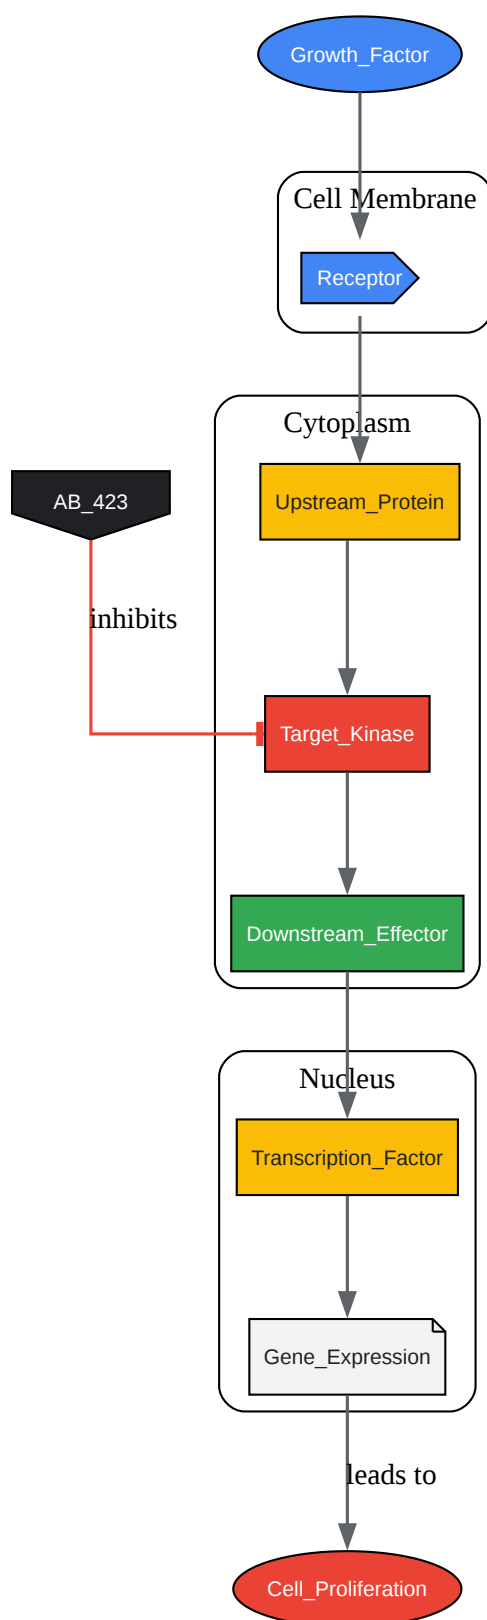 Growth_Factor
Cell Membrane
Receptor
Cytoplasm
AB_423
Upstream_Protein
inhibits
Target_Kinase
Downstream_Effector
Nucleus
Transcription_Factor
Gene_Expression
leads to
Cell_Proliferation